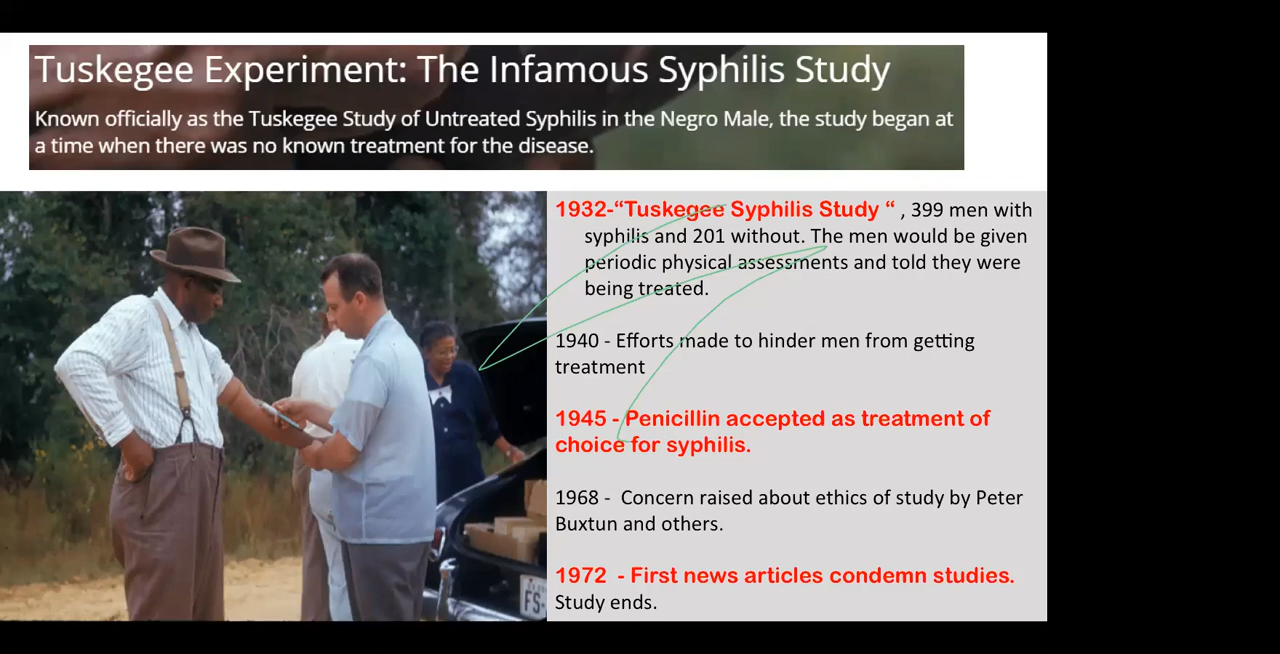 Tuskegee Experiment: The Infamous Syphilis Study
Known officially as the Tuskegee Study of Untreated Syphilis in the Negro Male, the study began at
a time when there was no known treatment for the disease.
1932-“Tuskegee Syphilis Study “ , 399 men with
syphilis and 201 without. The men would be given
periodic physical assessments and told they were
being treated.
1940 - Efforts made to hinder men from getting
treatment
1945 - Penicillin accepted as treatment of
choice for syphilis.
1968 - Concern raised about ethics of study by Peter
Buxtun and others.
1972 - First news articles condemn studies.
Study ends.
FS-